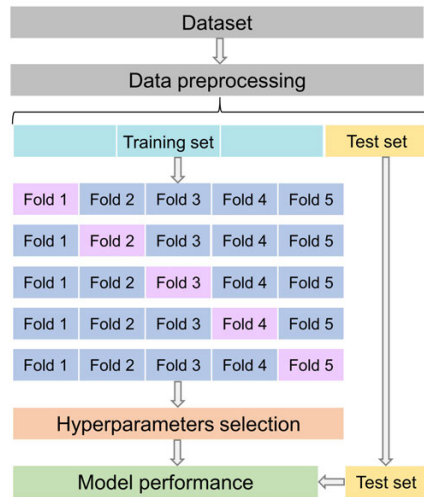 Dataset
Data preprocessing
Training set Test set
Fold 1 Fold 2 Fold 3 Fold 4 Fold 5
Fold 1 Fold 2 Fold 3 Fold 4 Fold 5
Fold 1 Fold 2 Fold 3 Fold 4 Fold 5
Fold 1 Fold 2 Fold 3 Fold 4 Fold 5
Fold 1 Fold 2 Fold 3 Fold 4 Fold 5
Hyperparameters selection
Model performance Test set